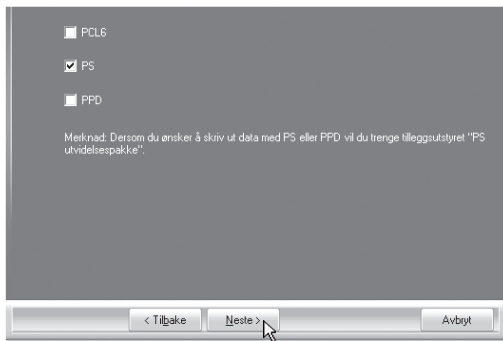 PCL6
PS
PPD
Merknad: Dersom du ønsker å skriv ut data med PS eller PPD vil du trenge tilleggsutstyret "PS
utvidelsespakke".
< Tilbake Neste > Avbryt